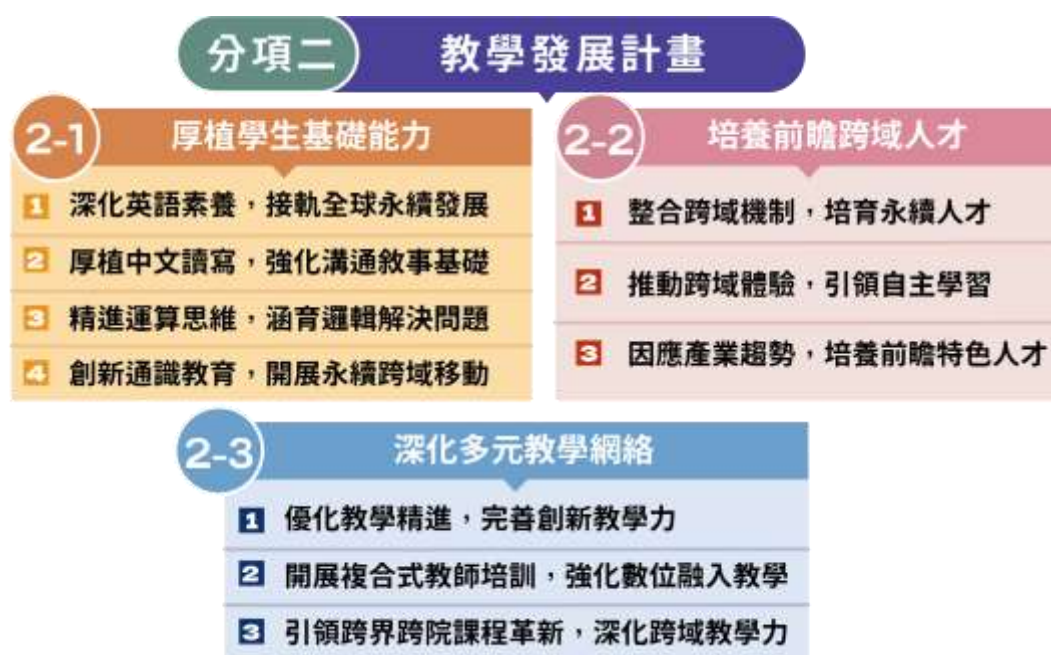 分項二 教學發展計畫
2-1 厚植學生基礎能力
1 深化英語素養，接軌全球永續發展
2 厚植中文讀寫，強化溝通敘事基礎
3 精進運算思維，涵育邏輯解決問題
4 創新通識教育，開展永續跨域移動
2-2 培養前瞻跨域人才
1 整合跨域機制，培育永續人才
2 推動跨域體驗，引領自主學習
3 因應產業趨勢，培養前瞻特色人才
2-3 深化多元教學網絡
1 優化教學精進，完善創新教學力
2 開展複合式教師培訓，強化數位融入教學
3 引領跨界跨院課程革新，深化跨域教學力